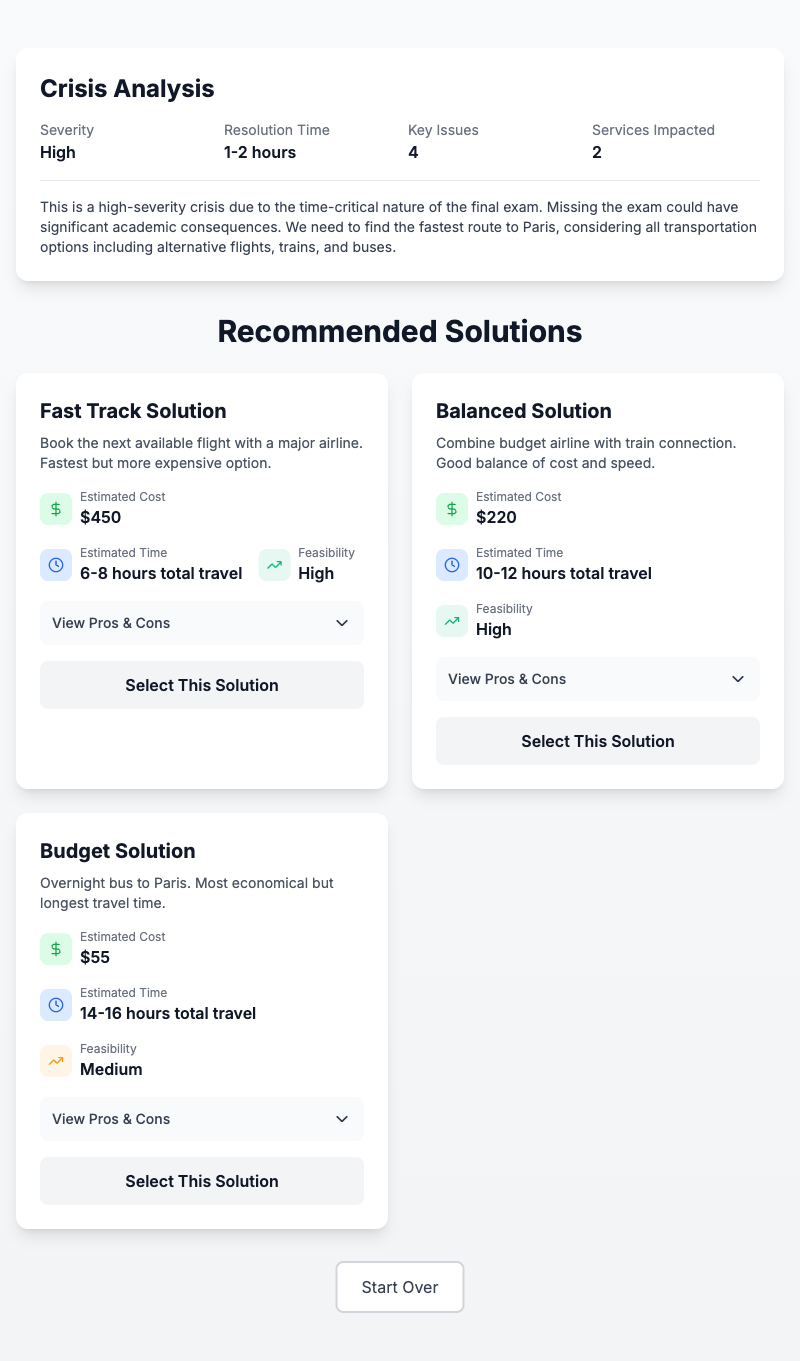 Crisis Analysis
Severity
High
Resolution Time
1-2 hours
Key Issues
4
Services Impacted
2
This is a high-severity crisis due to the time-critical nature of the final exam. Missing the exam could have
significant academic consequences. We need to find the fastest route to Paris, considering all transportation
options including alternative flights, trains, and buses.
Recommended Solutions
Fast Track Solution
Book the next available flight with a major airline.
Fastest but more expensive option.
Estimated Cost
$450
Estimated Time
6-8 hours total travel
Feasibility
High
View Pros & Cons
Select This Solution
Balanced Solution
Combine budget airline with train connection.
Good balance of cost and speed.
Estimated Cost
$220
Estimated Time
10-12 hours total travel
Feasibility
High
View Pros & Cons
Select This Solution
Budget Solution
Overnight bus to Paris. Most economical but
longest travel time.
Estimated Cost
$55
Estimated Time
14-16 hours total travel
Feasibility
Medium
View Pros & Cons
Select This Solution
Start Over